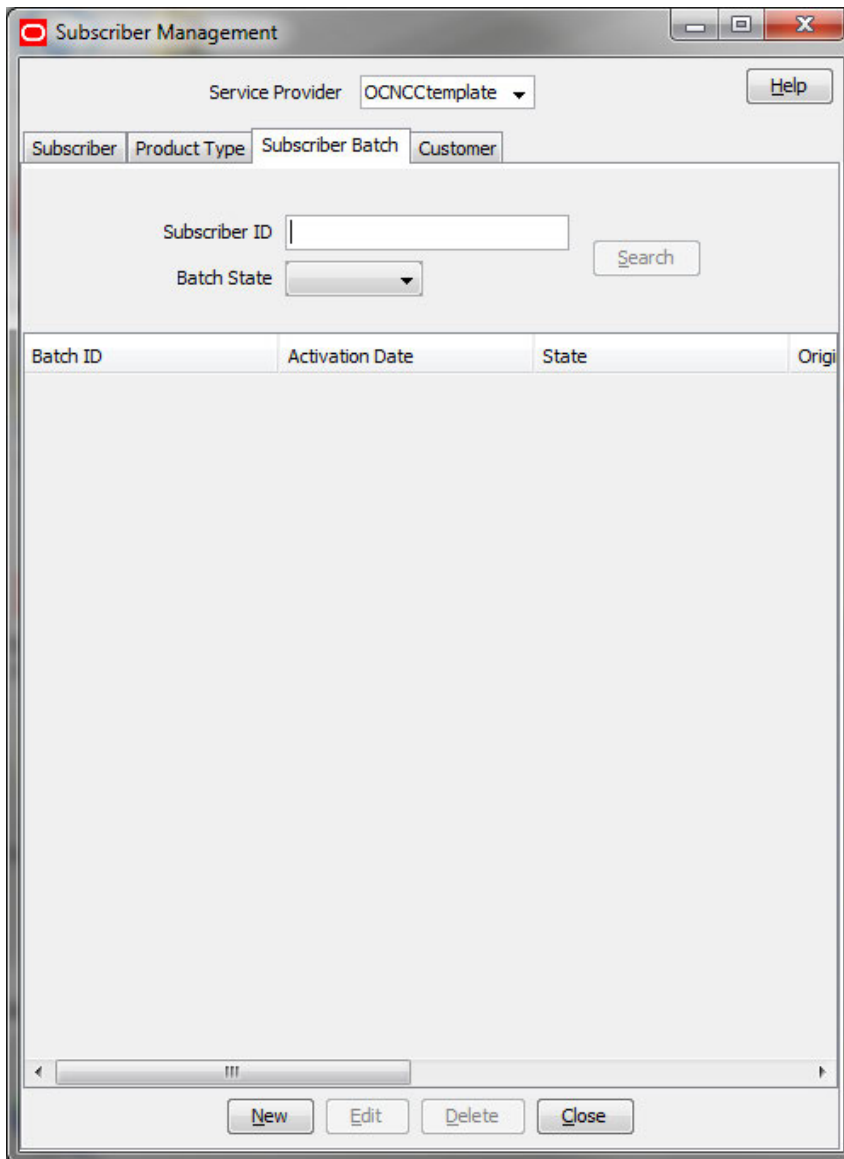 Subscriber Management
Service Provider OCNCCtemplate Help
Subscriber Product Type Subscriber Batch Customer
Subscriber ID
Search
Batch State
Batch ID Activation Date State Origi
New Edit Delete Close